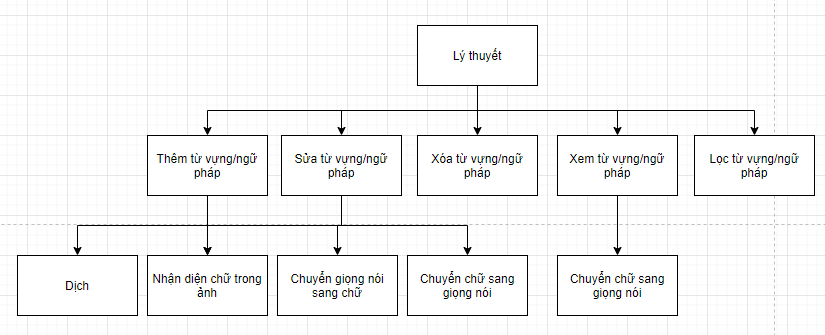 Lý thuyết
Thêm từ vựng/ngữ
pháp
Sửa từ vựng/ngữ
pháp
Xóa từ vựng/ngữ
pháp
Xem từ vựng/ngữ
pháp
Lọc từ vựng/ngữ
pháp
Dịch
Nhận diện chữ trong
ảnh
Chuyển giọng nói
sang chữ
Chuyển chữ sang
giọng nói
Chuyển chữ sang
giọng nói